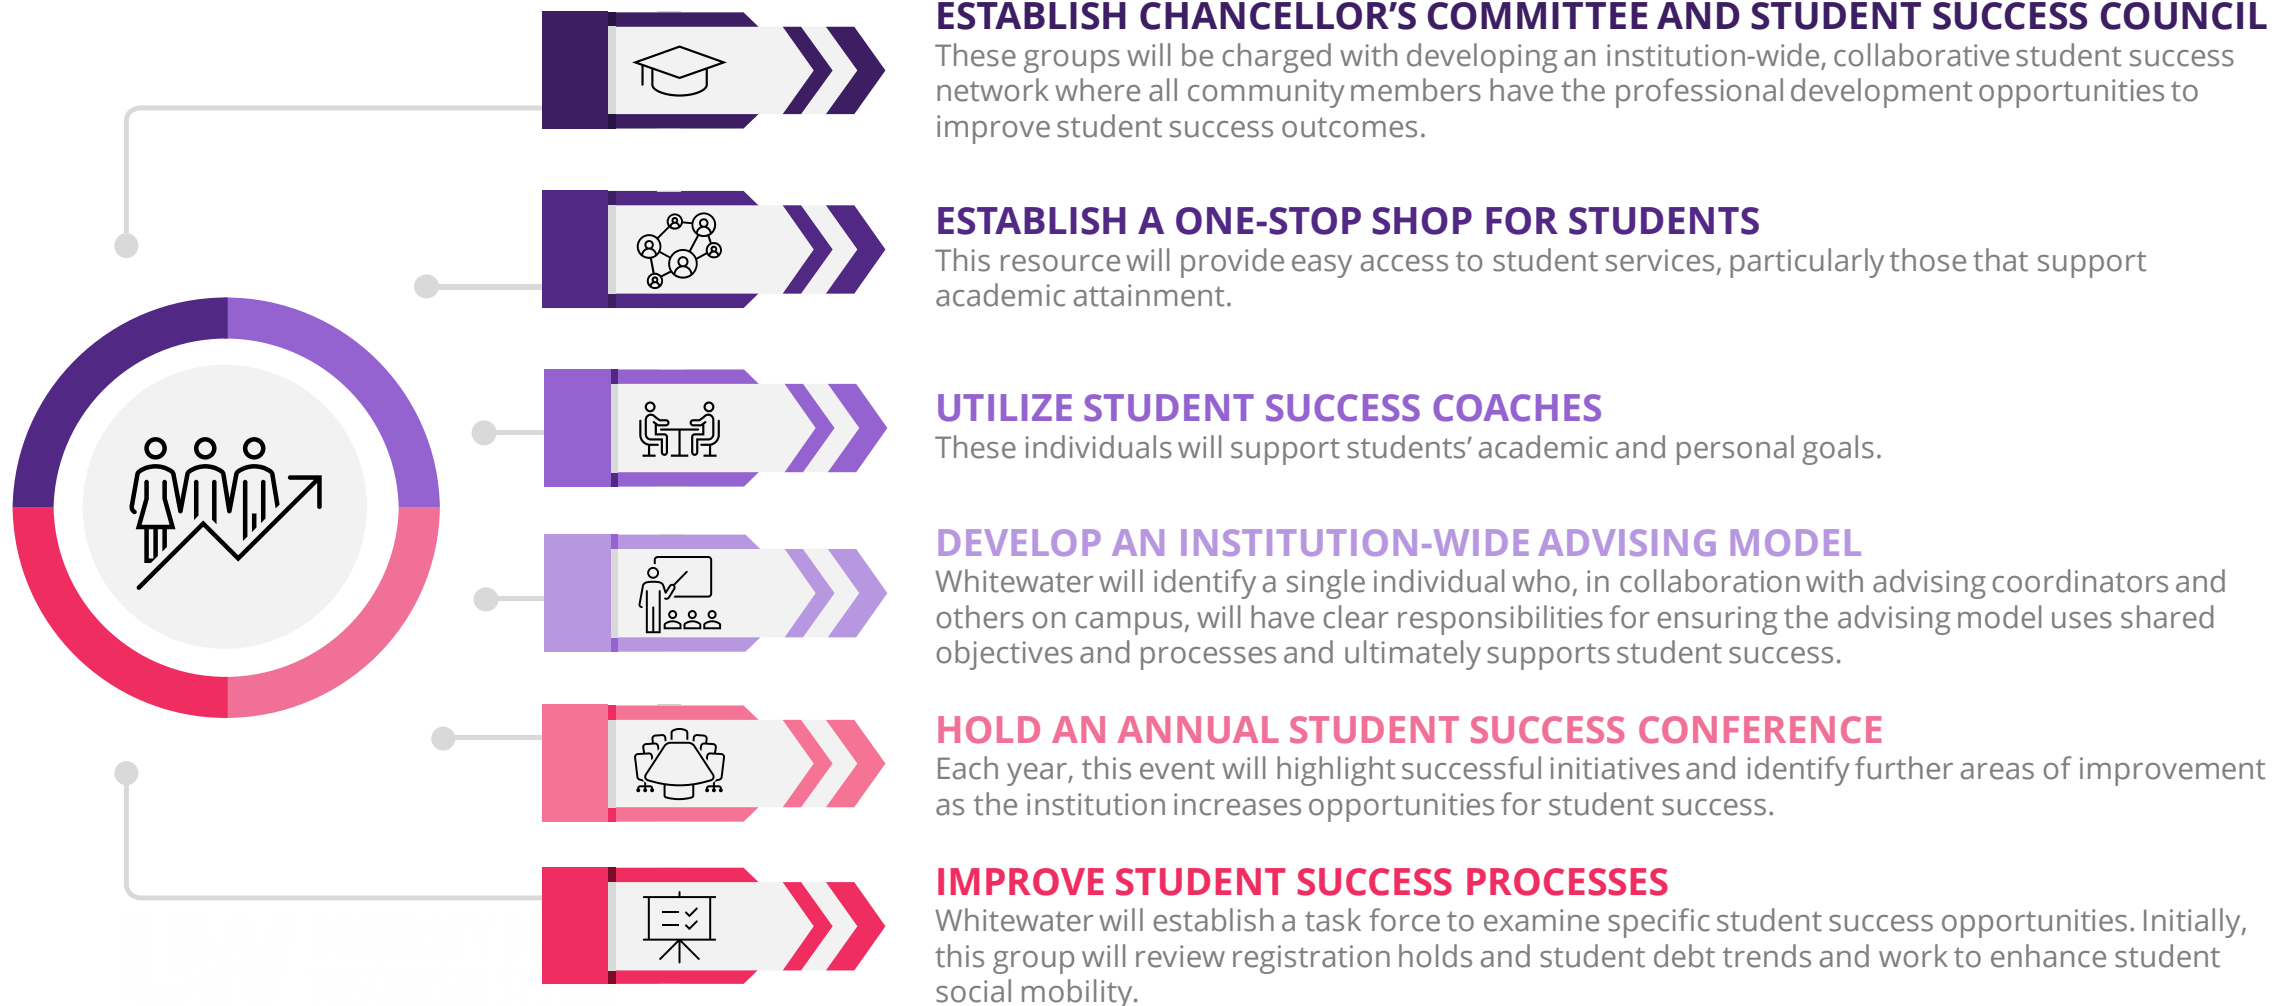 ESTABLISH CHANCELLOR’S COMMITTEE AND STUDENT SUCCESS COUNCIL
These groups will be charged with developing an institution-wide, collaborative student success
network where all community members have the professional development opportunities to
improve student success outcomes.
ESTABLISH A ONE-STOP SHOP FOR STUDENTS
This resource will provide easy access to student services, particularly those that support
academic attainment.
UTILIZE STUDENT SUCCESS COACHES
These individuals will support students’ academic and personal goals.
DEVELOP AN INSTITUTION-WIDE ADVISING MODEL
Whitewater will identify a single individual who, in collaboration with advising coordinators and
others on campus, will have clear responsibilities for ensuring the advising model uses shared
objectives and processes and ultimately supports student success.
HOLD AN ANNUAL STUDENT SUCCESS CONFERENCE
Each year, this event will highlight successful initiatives and identify further areas of improvement
as the institution increases opportunities for student success.
IMPROVE STUDENT SUCCESS PROCESSES
Whitewater will establish a task force to examine specific student success opportunities. Initially,
this group will review registration holds and student debt trends and work to enhance student
social mobility.